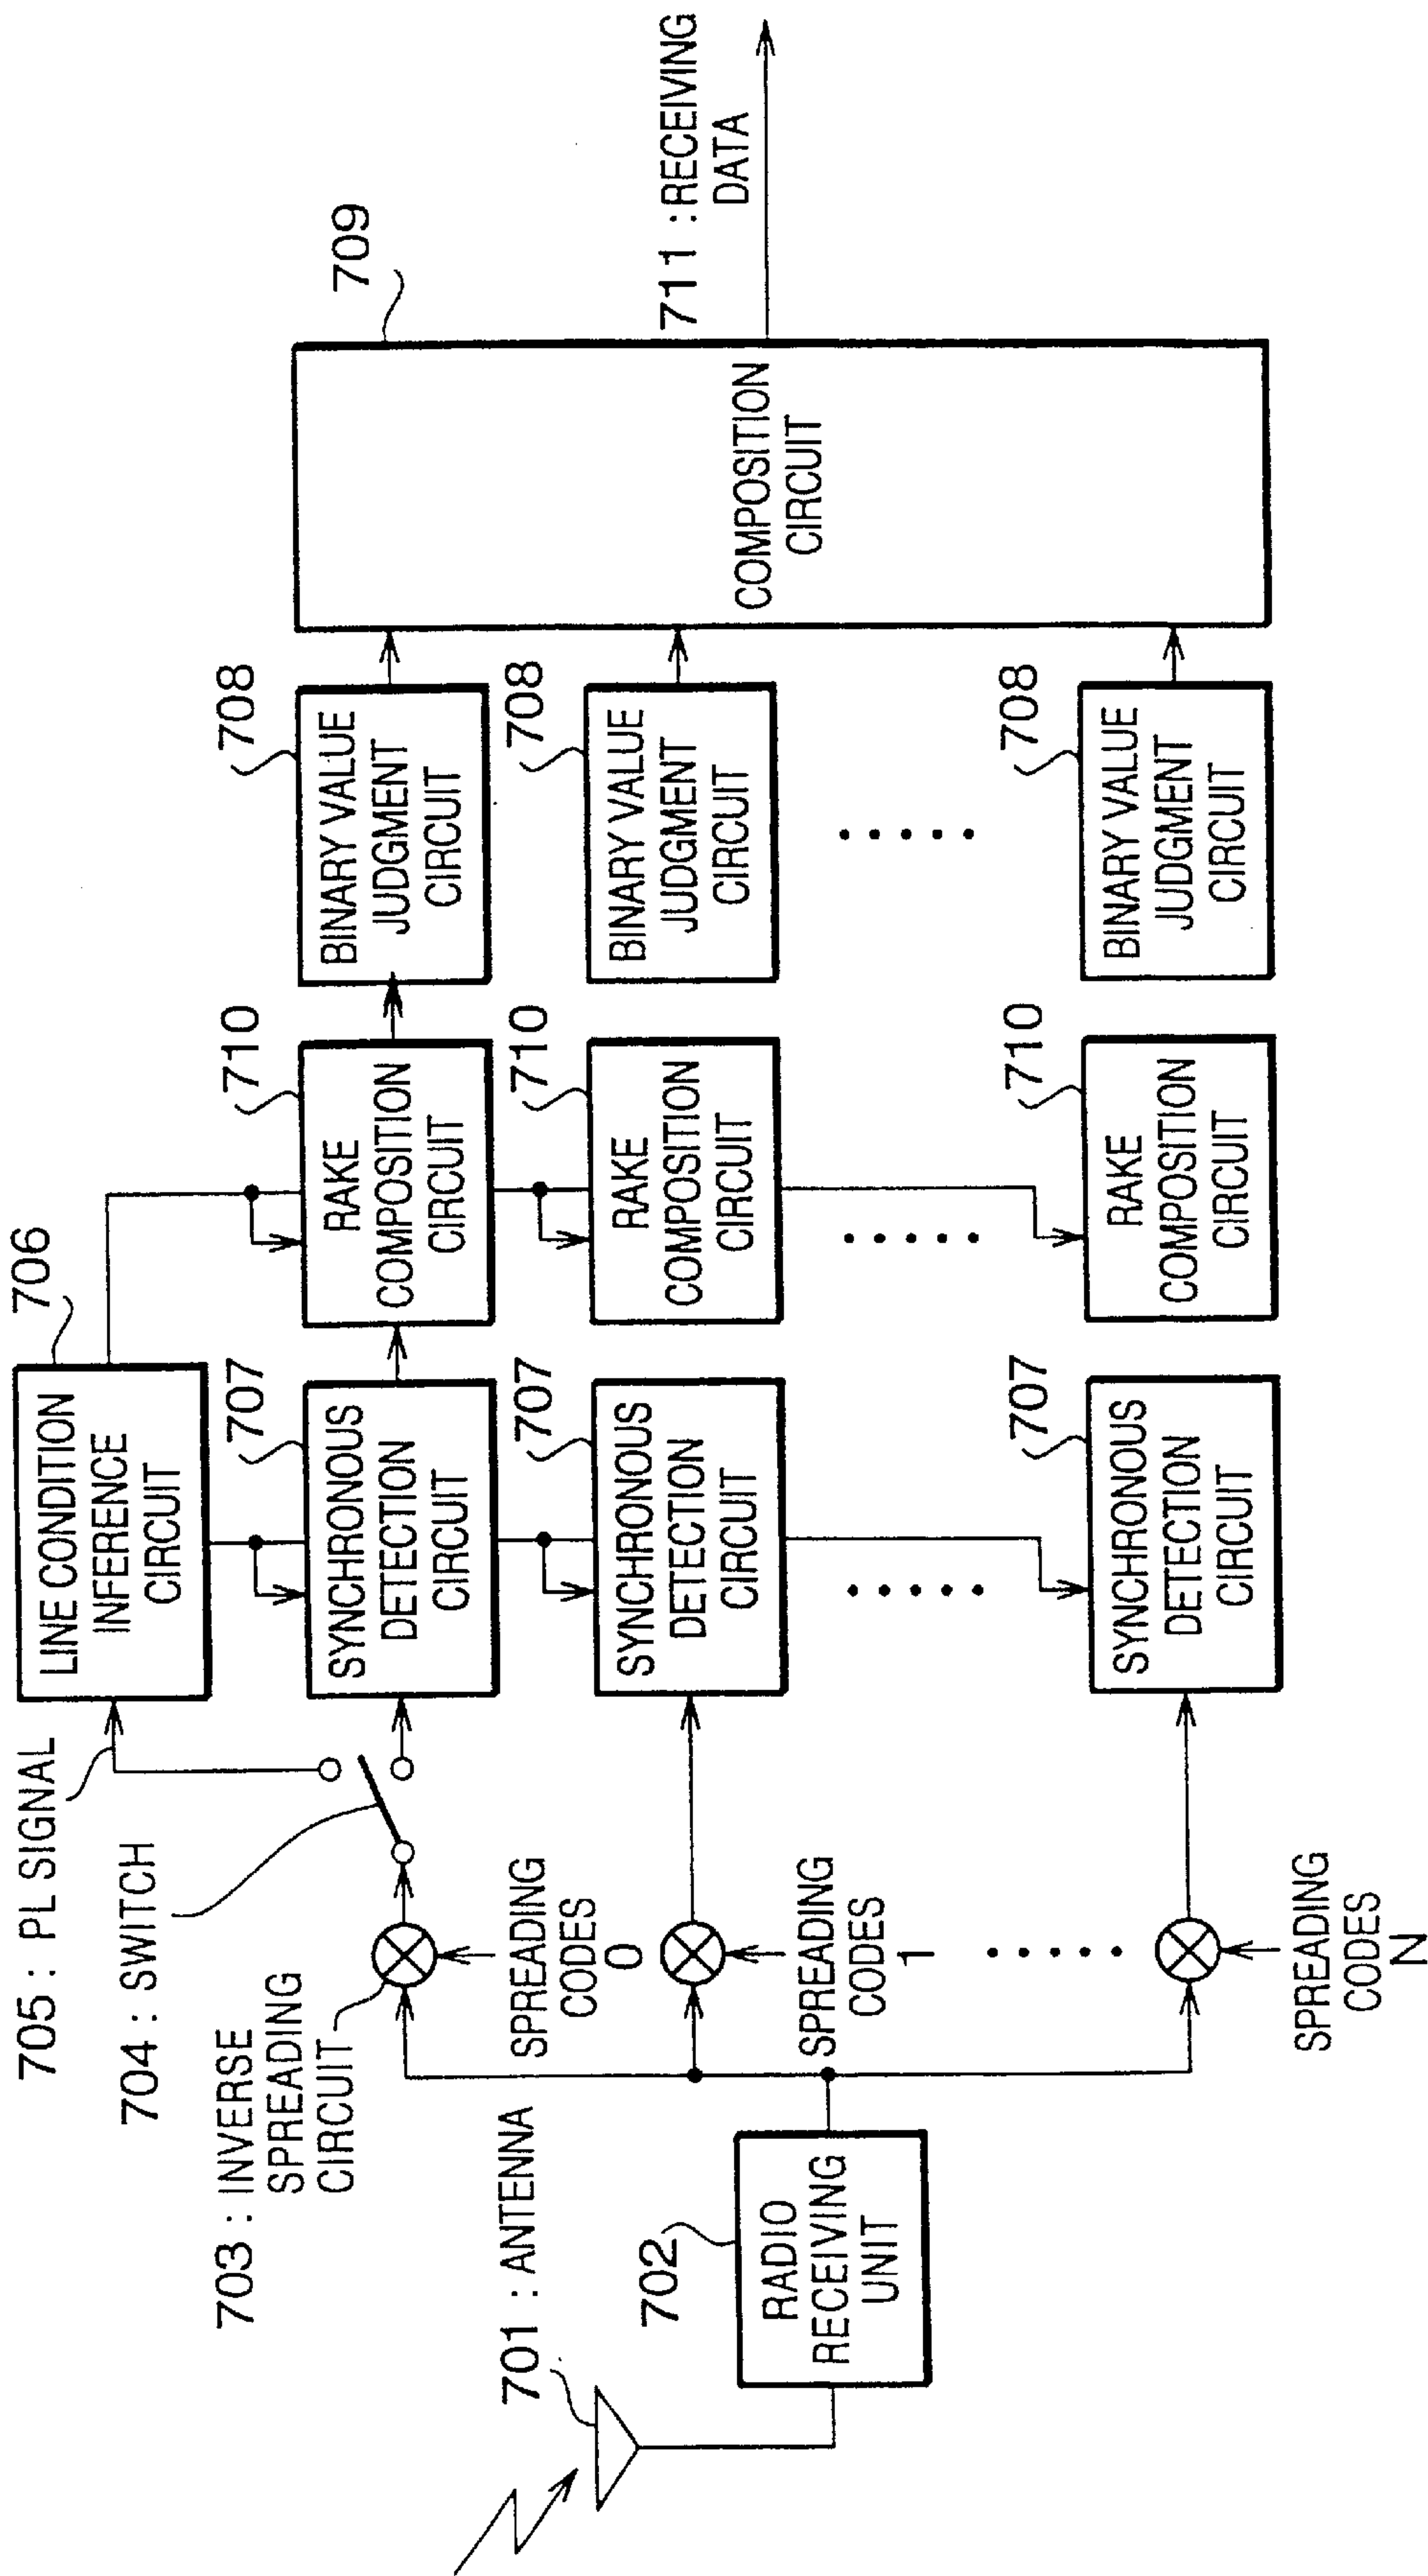 705 : PL SIGNAL
704 : SWITCH
703 : INVERSE
SPREADING
CIRCUIT
701 : ANTENNA
702
RADIO
RECEIVING
UNIT
SPREADING
CODES
0
SPREADING
CODES
1
SPREADING
CODES
N
706
LINE CONDITION
INFERENCE
CIRCUIT
707
SYNCHRONOUS
DETECTION
CIRCUIT
707
SYNCHRONOUS
DETECTION
CIRCUIT
707
SYNCHRONOUS
DETECTION
CIRCUIT
710
RAKE
COMPOSITION
CIRCUIT
710
RAKE
COMPOSITION
CIRCUIT
710
RAKE
COMPOSITION
CIRCUIT
708
BINARY VALUE
JUDGMENT
CIRCUIT
708
BINARY VALUE
JUDGMENT
CIRCUIT
708
BINARY VALUE
JUDGMENT
CIRCUIT
709
COMPOSITION
CIRCUIT
711 : RECEIVING
DATA